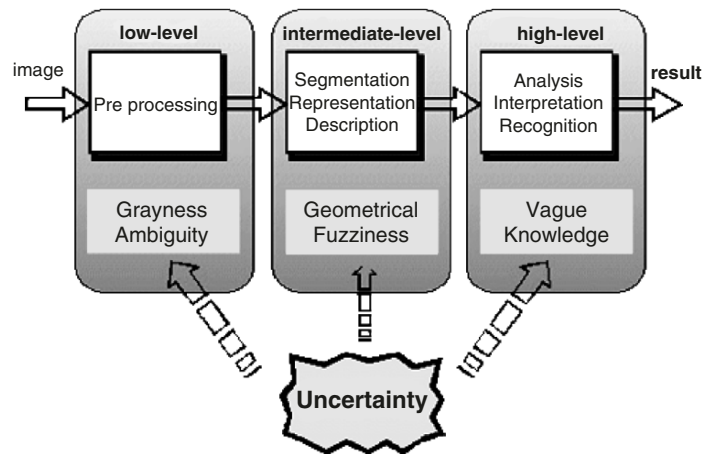 low-level
intermediate-level
high-level
image
Pre processing
Segmentation
Representation
Description
Analysis
Interpretation
Recognition
result
Grayness
Ambiguity
Geometrical
Fuzziness
Vague
Knowledge
Uncertainty